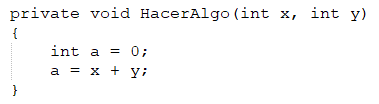 private void HacerAlgo(int x, int y)
{
    int a = 0;
    a = x + y;
}